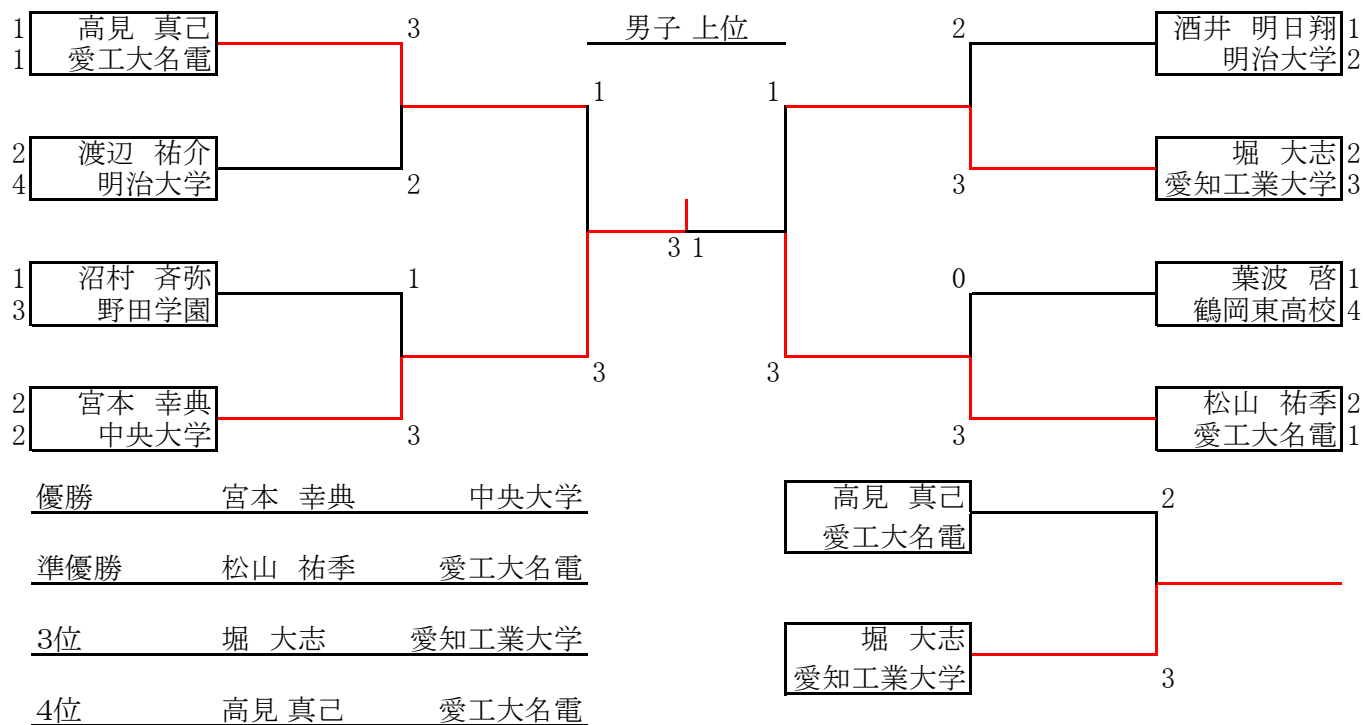 男子 上位
1 高見 真己 3
1 愛工大名電
1
2 渡辺 祐介
4 明治大学 2
1 沼村 斉弥 1
3 野田学園
3
2 宮本 幸典
2 中央大学 3
3 1
2 酒井 明日翔 1
明治大学 2
1
堀 大志 2
3 愛知工業大学 3
0 葉波 啓 1
鶴岡東高校 4
3
松山 祐季 2
3 愛工大名電 1
優勝 宮本 幸典 中央大学
準優勝 松山 祐季 愛工大名電
3位 堀 大志 愛知工業大学
4位 高見 真己 愛工大名電
高見 真己 2
愛工大名電
堀 大志
愛知工業大学 3